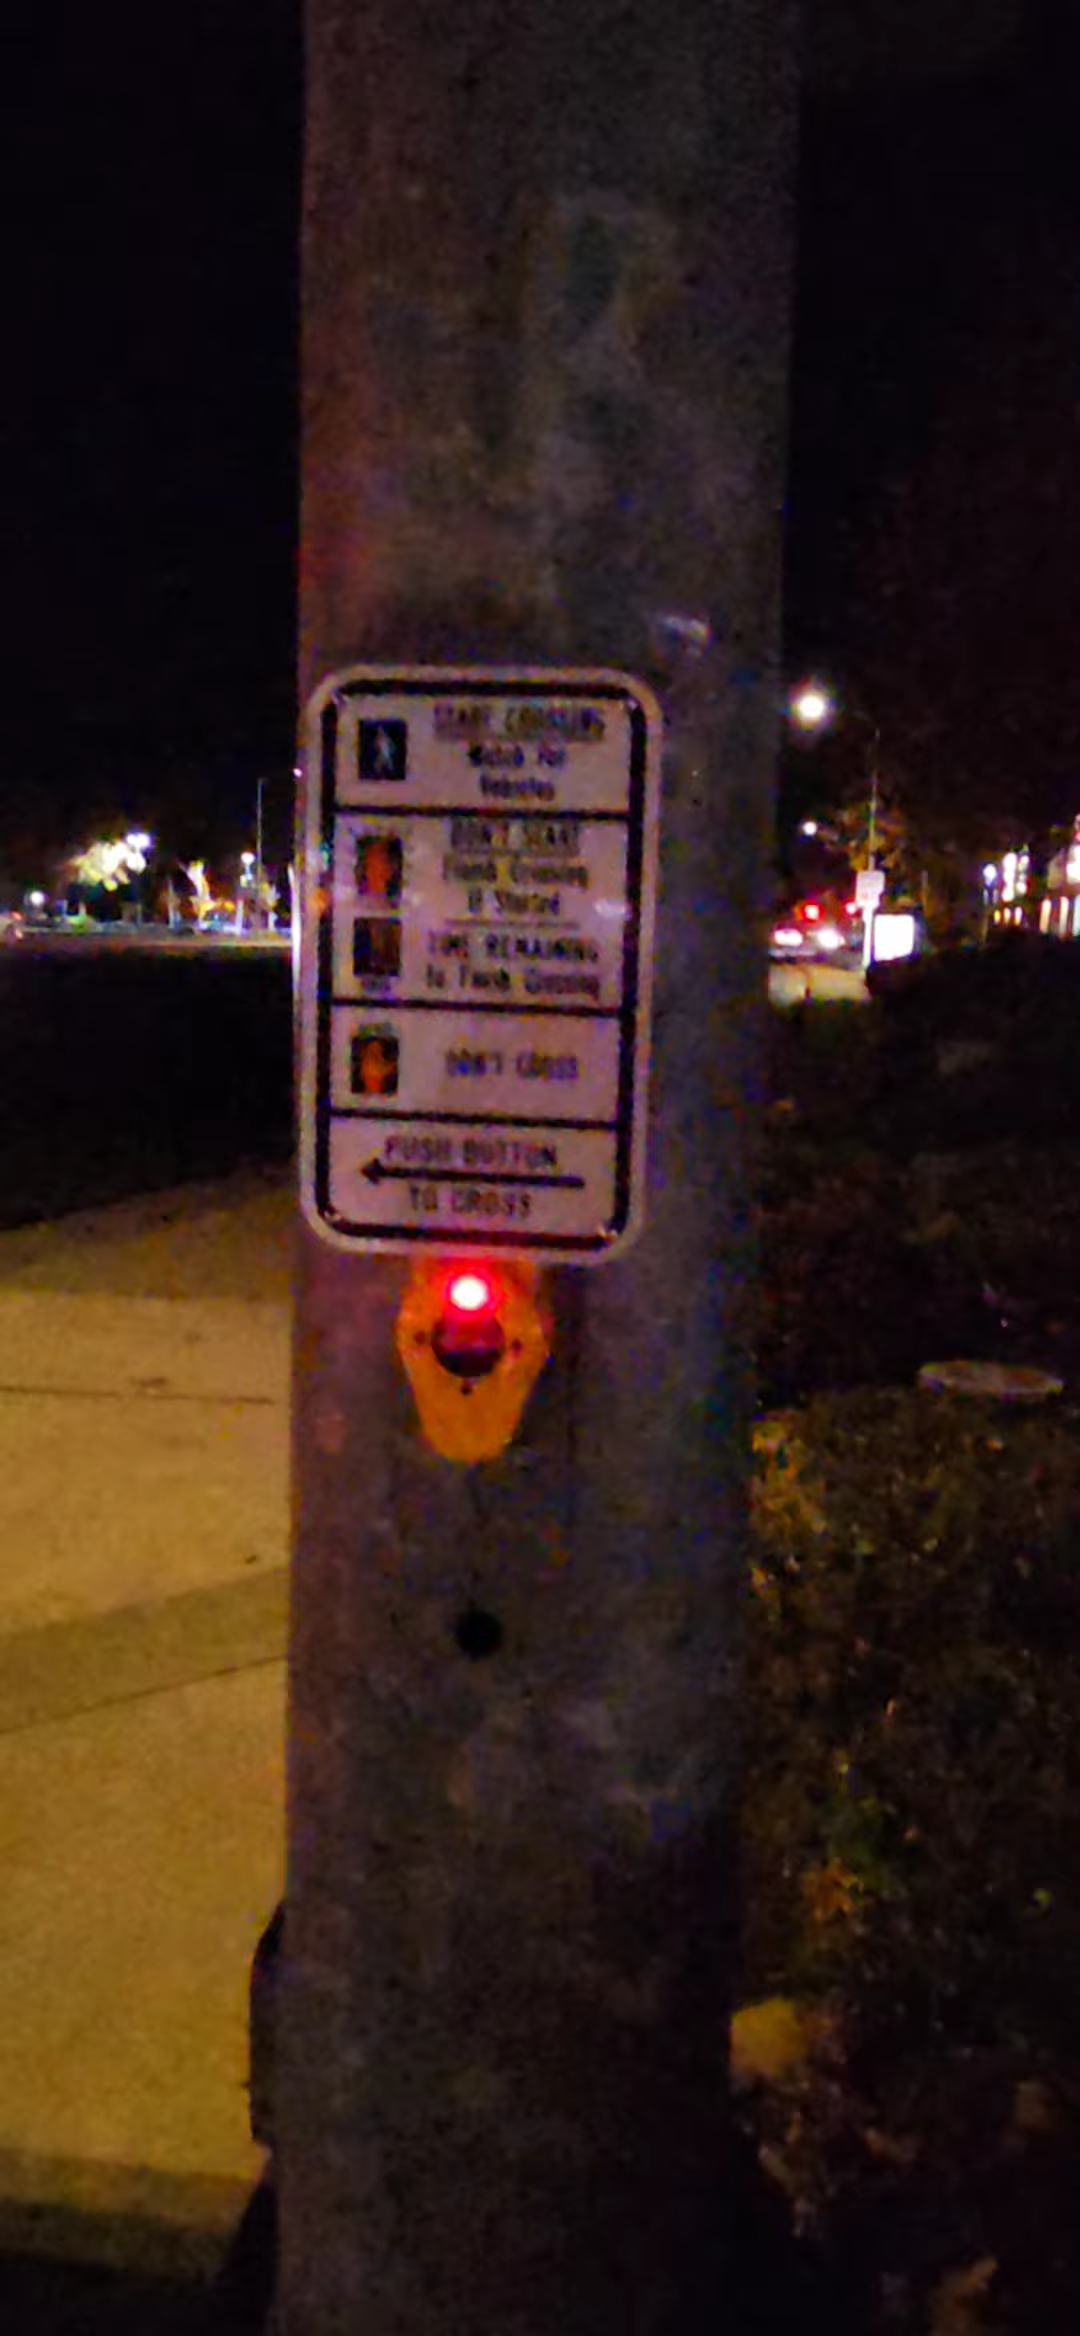 START CROSSING
Watch For
Vehicles
DON'T START
Finish Crossing
If Started
TIME REMAINING
To Finish Crossing
DON'T CROSS
PUSH BUTTON
TO CROSS